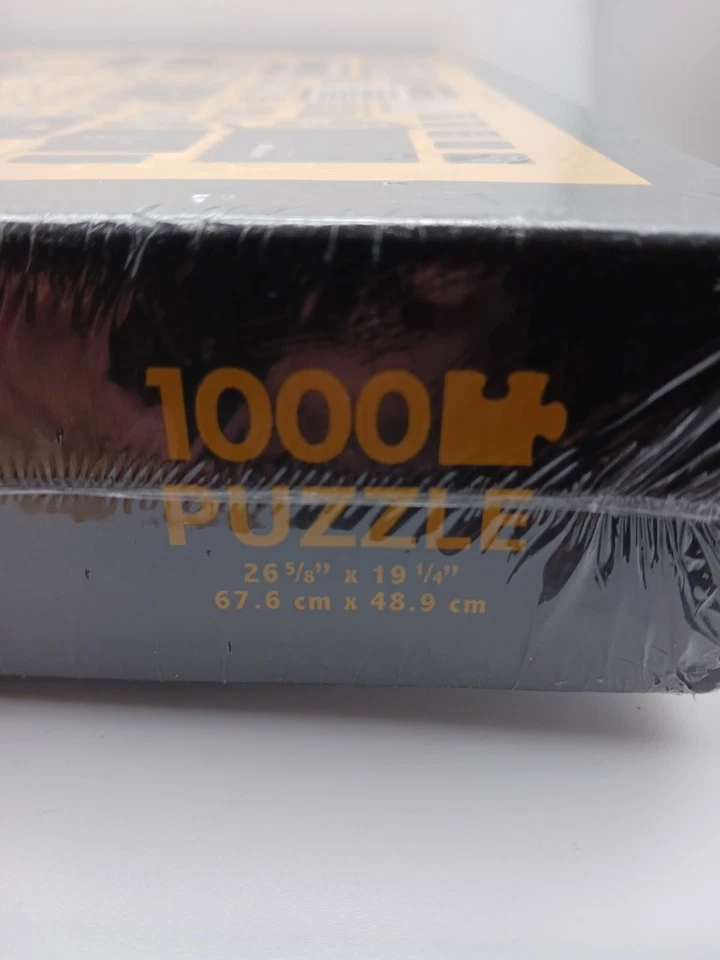 1000
PUZZLE
26 5/8” x 19 1/4”
67.6 cm x 48.9 cm